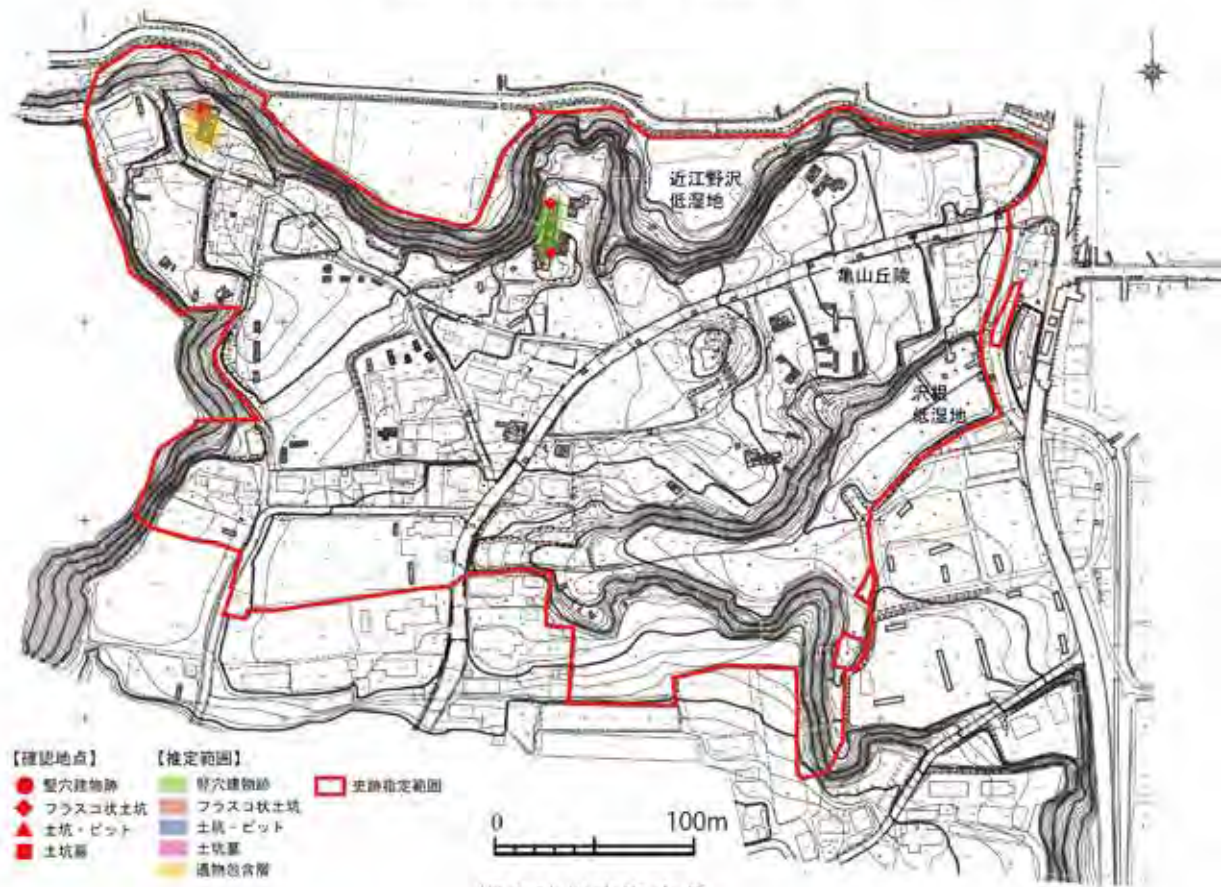 近江野沢
低湿地
亀山丘陵
沢根
低湿地
【確認地点】
竪穴建物跡
フラスコ状土坑
土坑・ピット
土坑墓
【推定範囲】
竪穴建物跡
フラスコ状土坑
土坑・ピット
土坑墓
遺物包含層
史跡指定範囲
0 100m